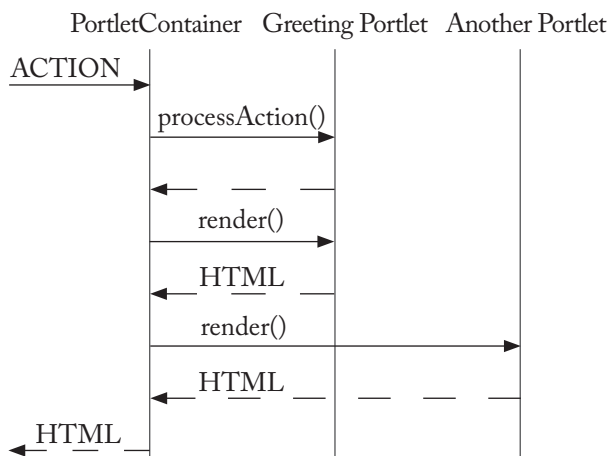 PortletContainer Greeting Portlet Another Portlet
ACTION
processAction()
render()
HTML
render()
HTML
HTML